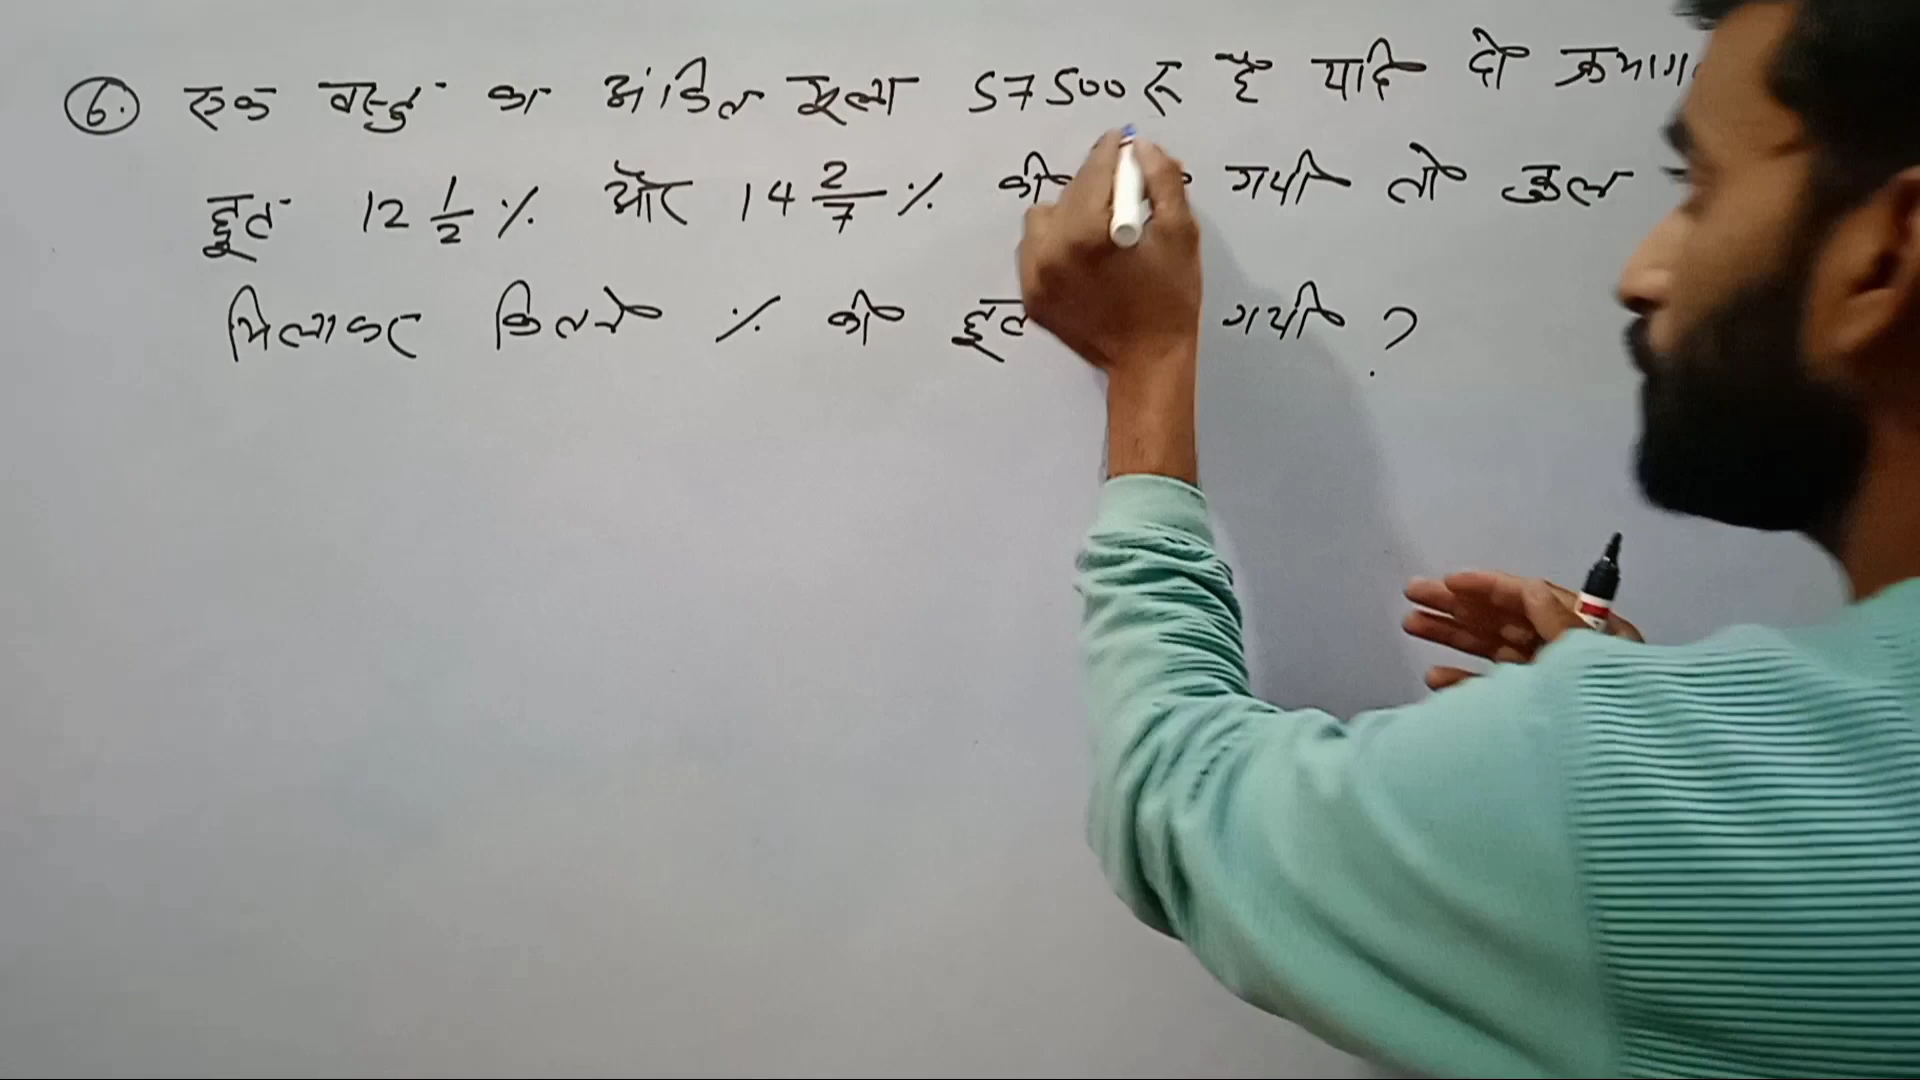 6. एक वस्तु का अंकित मूल्य 57500 रू है यदि दो क्रमागत
छूट 12 1/2 % और 14 2/7 % की गयी तो कुल
मिलाकर कितने % की छूट गयी ?